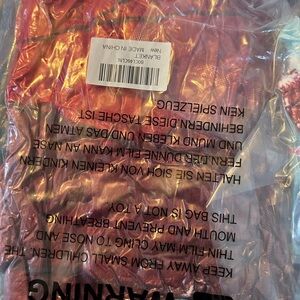 WARNING
KEEP AWAY FROM SMALL CHILDREN. THE
THIN FILM MAY CLING TO NOSE AND
MOUTH AND PREVENT BREATHING
THIS BAG IS NOT A TOY
HALTEN SIE SICH VON KLEINEN KINDERN
FERN.DER DÜNNE FILM KANN AN NASE
UND MUND KLEBEN UND DAS ATMEN
BEHINDERN.DIESE TASCHE IST
KEIN SPIELZEUG
BLANKET
New MADE IN CHINA